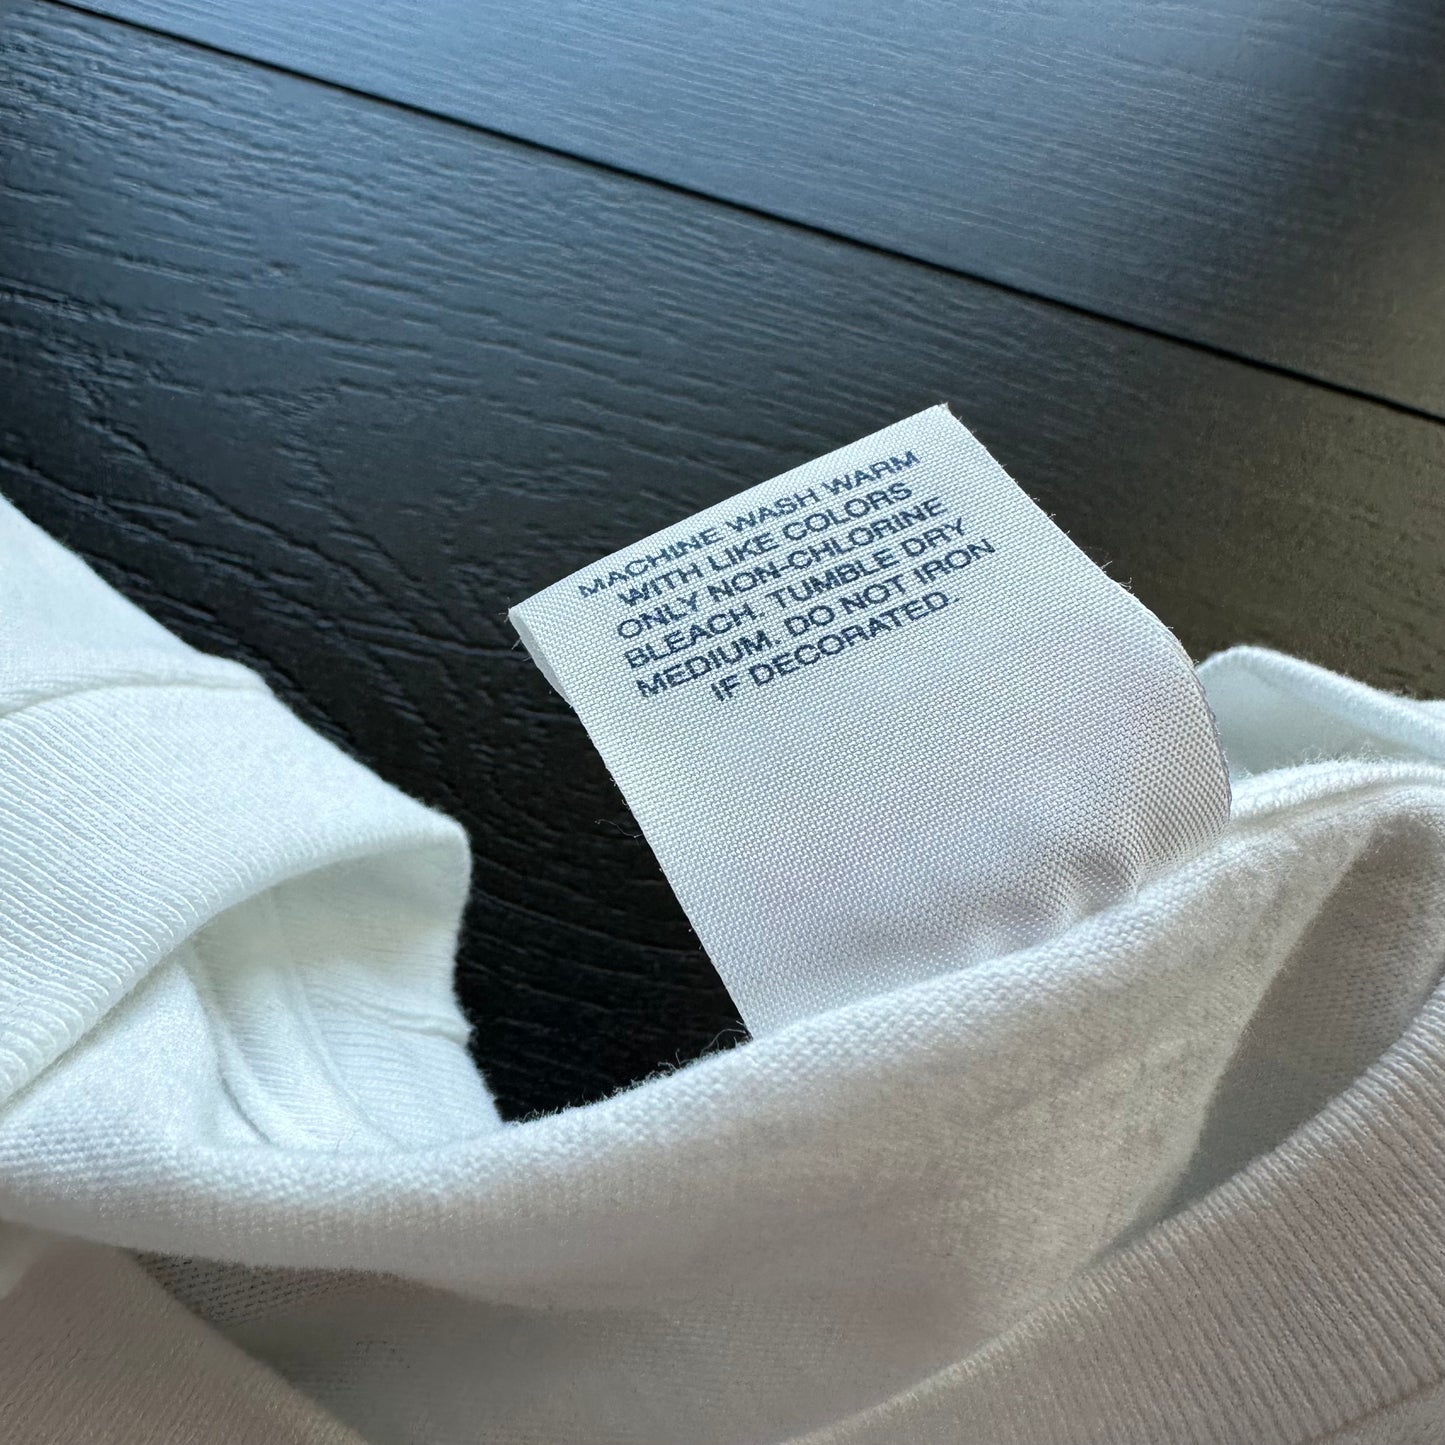 MACHINE WASH WARM
WITH LIKE COLORS
ONLY NON-CHLORINE
BLEACH. TUMBLE DRY
MEDIUM. DO NOT IRON
IF DECORATED.